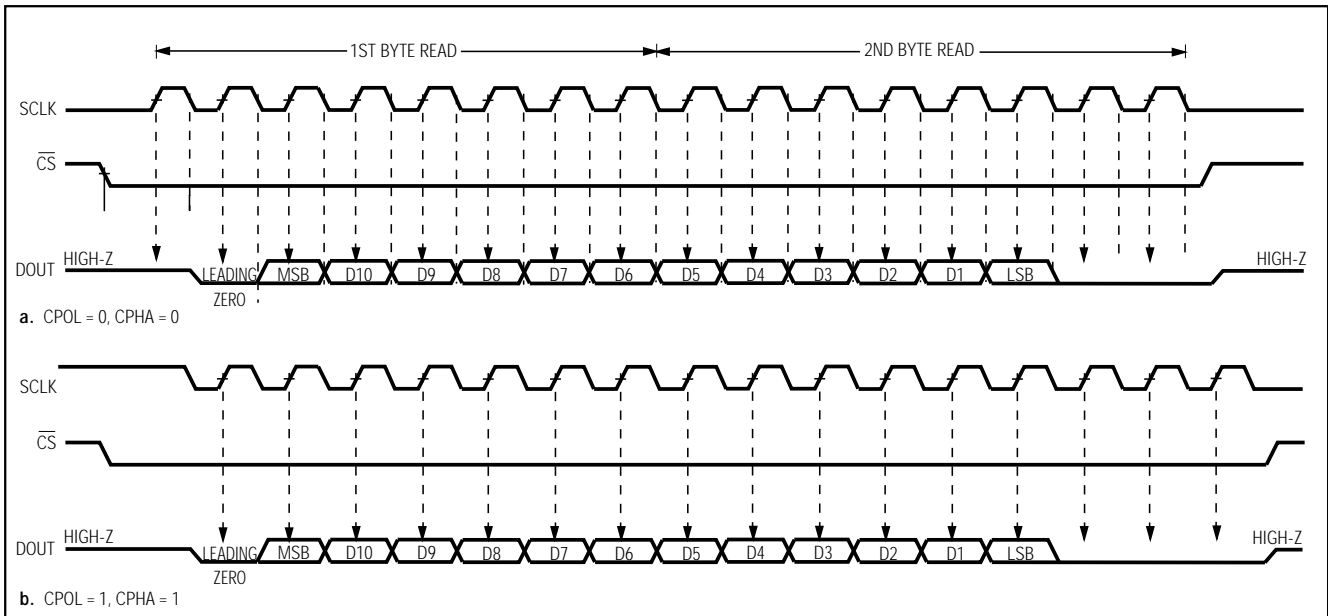 1ST BYTE READ 2ND BYTE READ
SCLK
CS
DOUT HIGH-Z LEADING ZERO MSB D10 D9 D8 D7 D6 D5 D4 D3 D2 D1 LSB HIGH-Z
a. CPOL = 0, CPHA = 0
SCLK
CS
DOUT HIGH-Z LEADING ZERO MSB D10 D9 D8 D7 D6 D5 D4 D3 D2 D1 LSB HIGH-Z
b. CPOL = 1, CPHA = 1